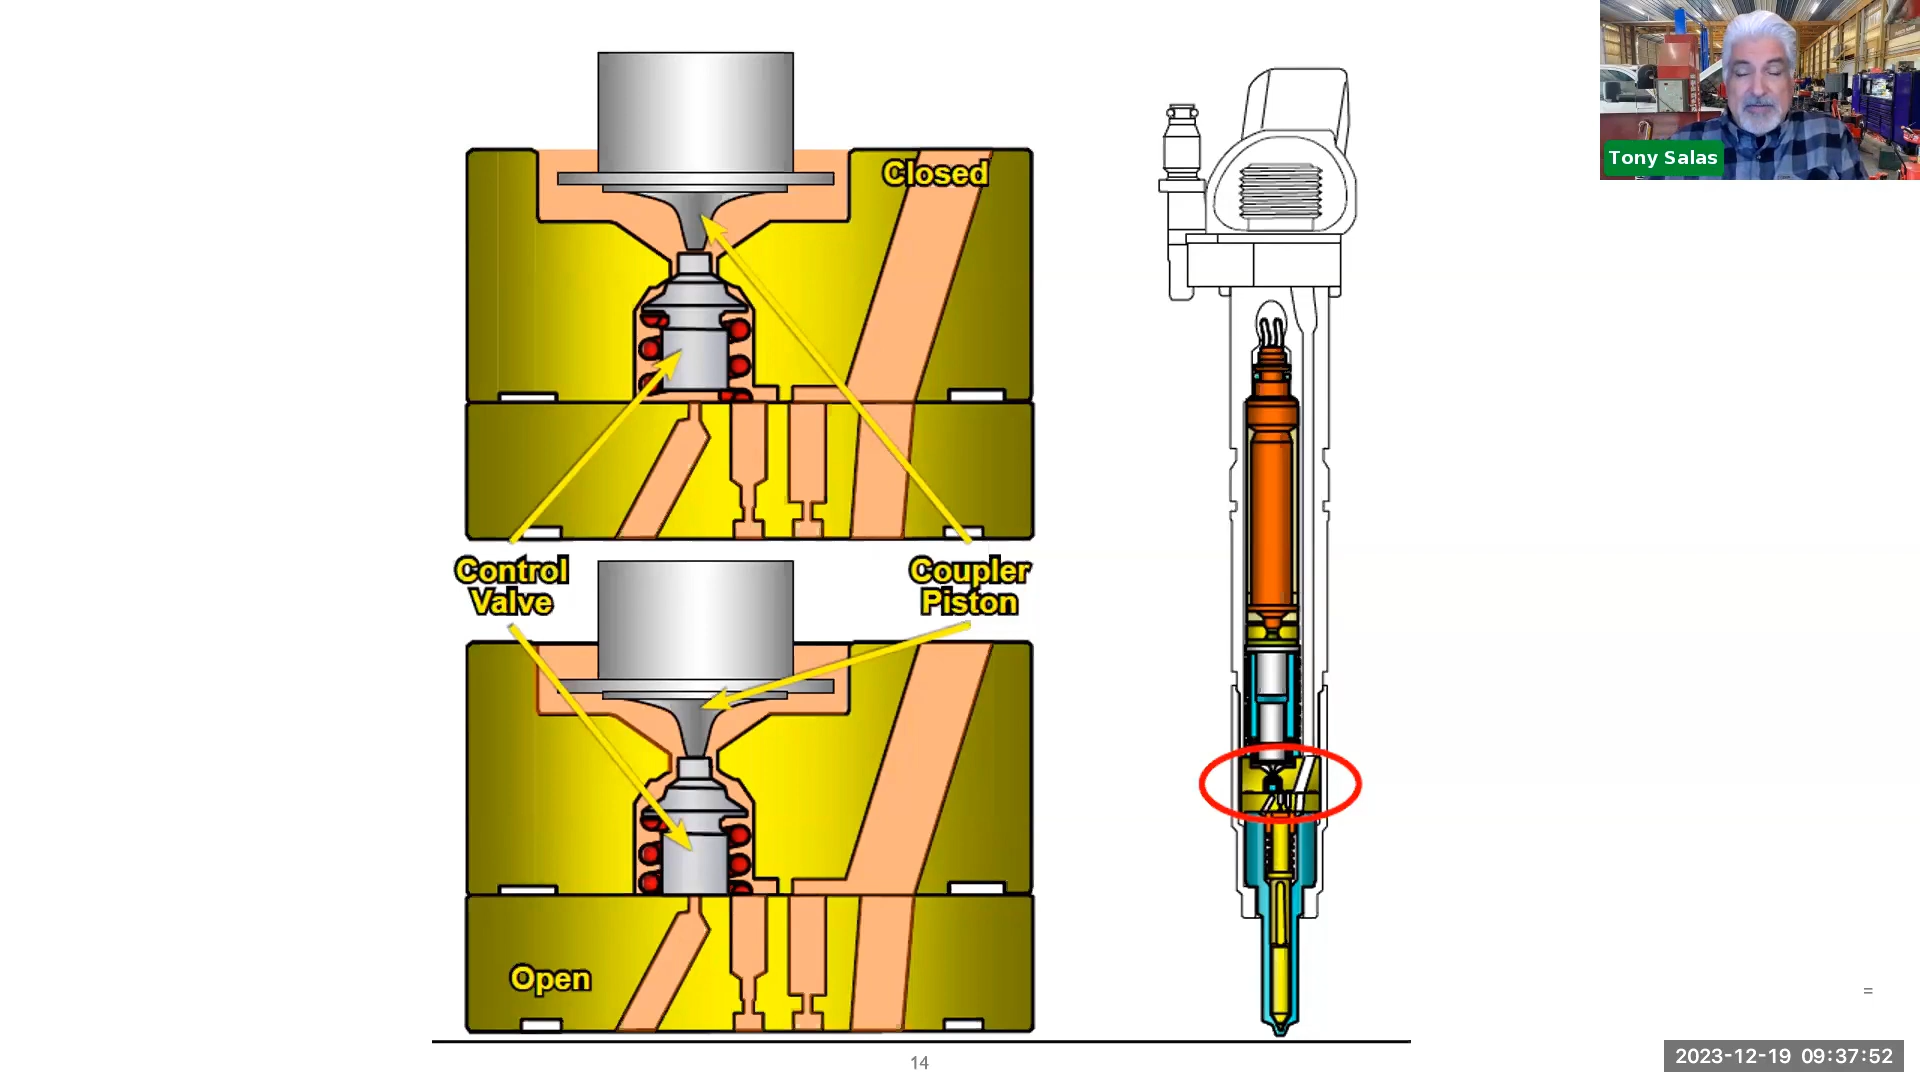 Closed
Tony Salas
Control
Valve
Coupler
Piston
Open
=
14
2023-12-19 09:37:52